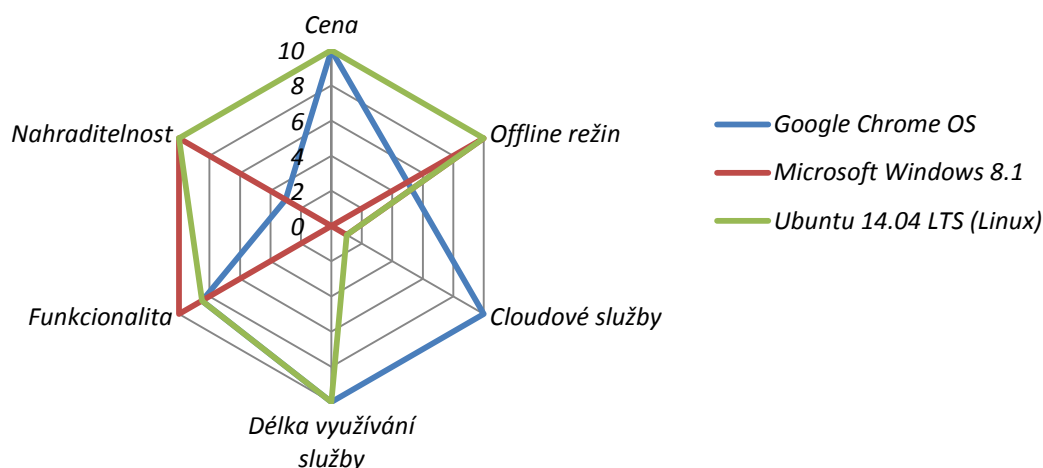 Cena
10
8
6
4
2
0
Nahraditelnost
Offline režin
Funkcionalita
Cloudové služby
Délka využívání
služby
Google Chrome OS
Microsoft Windows 8.1
Ubuntu 14.04 LTS (Linux)